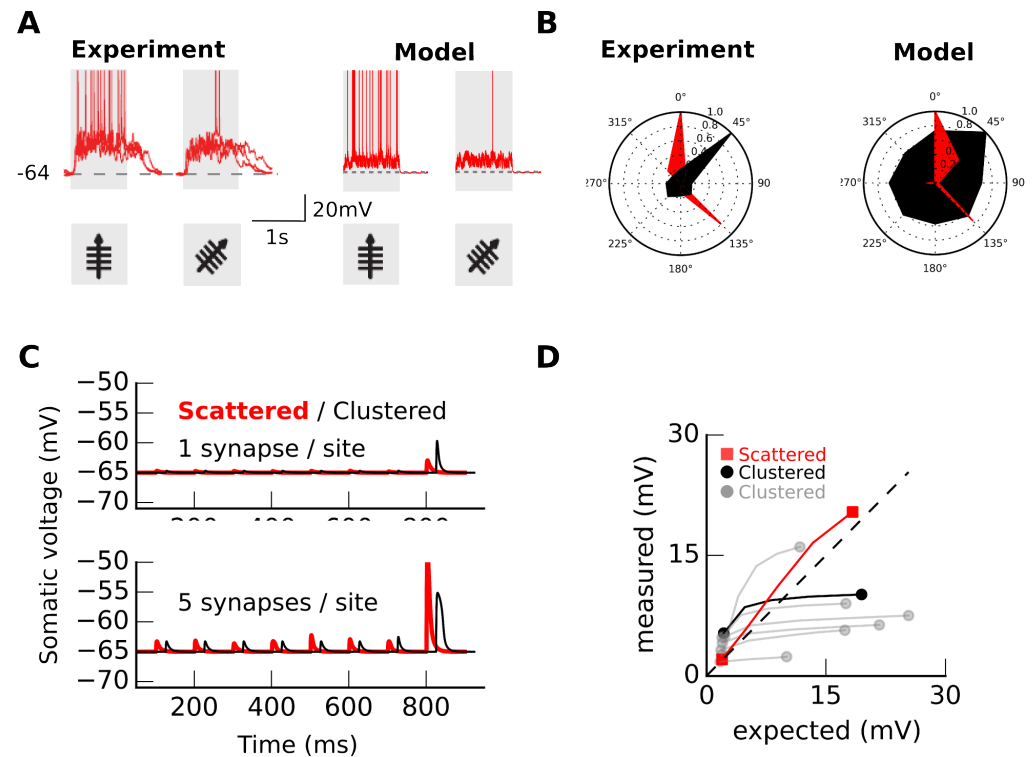 A
Experiment
Model
-64
20mV
1s
B
Experiment
Model
0°
45°
90
135°
180°
225°
270°
315°
1.0
0.8
0.6
0.4
0°
45°
90°
135°
180°
225°
270°
315°
1.0
0.8
0.2
C
Somatic voltage (mV)
−50
−55
−60
−65
−70
Scattered / Clustered
1 synapse / site
−50
−55
−60
−65
−70
5 synapses / site
200 400 600 800
Time (ms)
D
measured (mV)
30
15
0
Scattered
Clustered
Clustered
0 15 30
expected (mV)